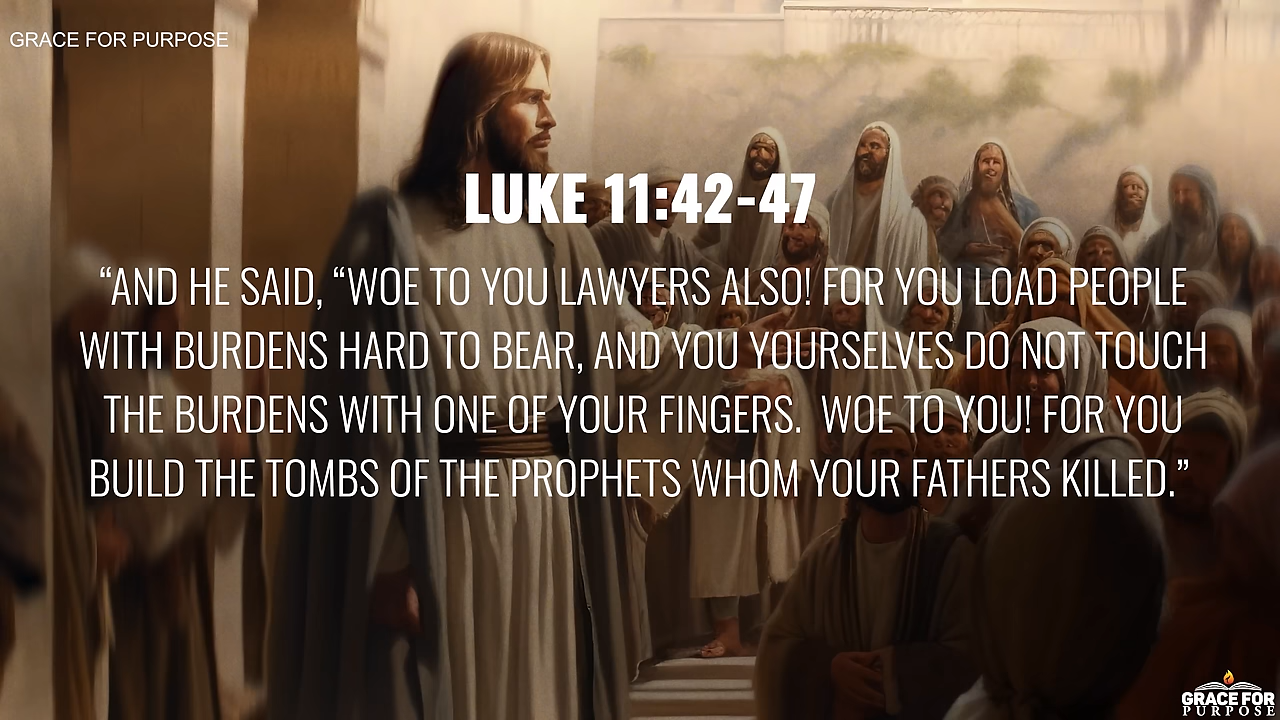 GRACE FOR PURPOSE
LUKE 11:42-47
“AND HE SAID, “WOE TO YOU LAWYERS ALSO! FOR YOU LOAD PEOPLE
WITH BURDENS HARD TO BEAR, AND YOU YOURSELVES DO NOT TOUCH
THE BURDENS WITH ONE OF YOUR FINGERS.  WOE TO YOU! FOR YOU
BUILD THE TOMBS OF THE PROPHETS WHOM YOUR FATHERS KILLED.”
GRACE FOR
PURPOSE